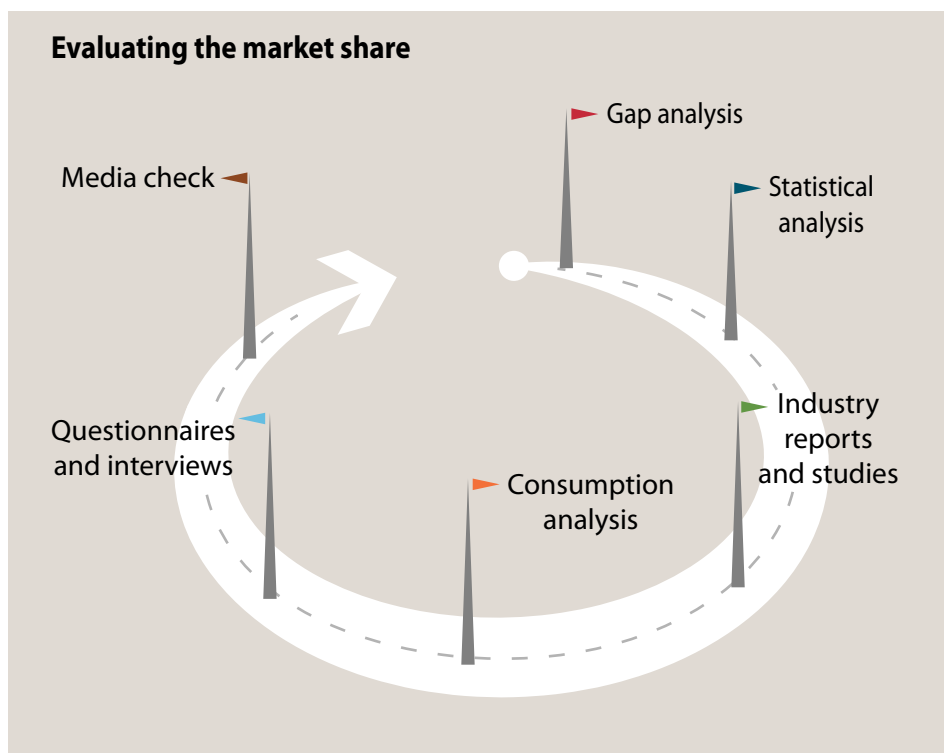 Evaluating the market share
Gap analysis
Statistical
analysis
Industry
reports
and studies
Consumption
analysis
Questionnaires
and interviews
Media check